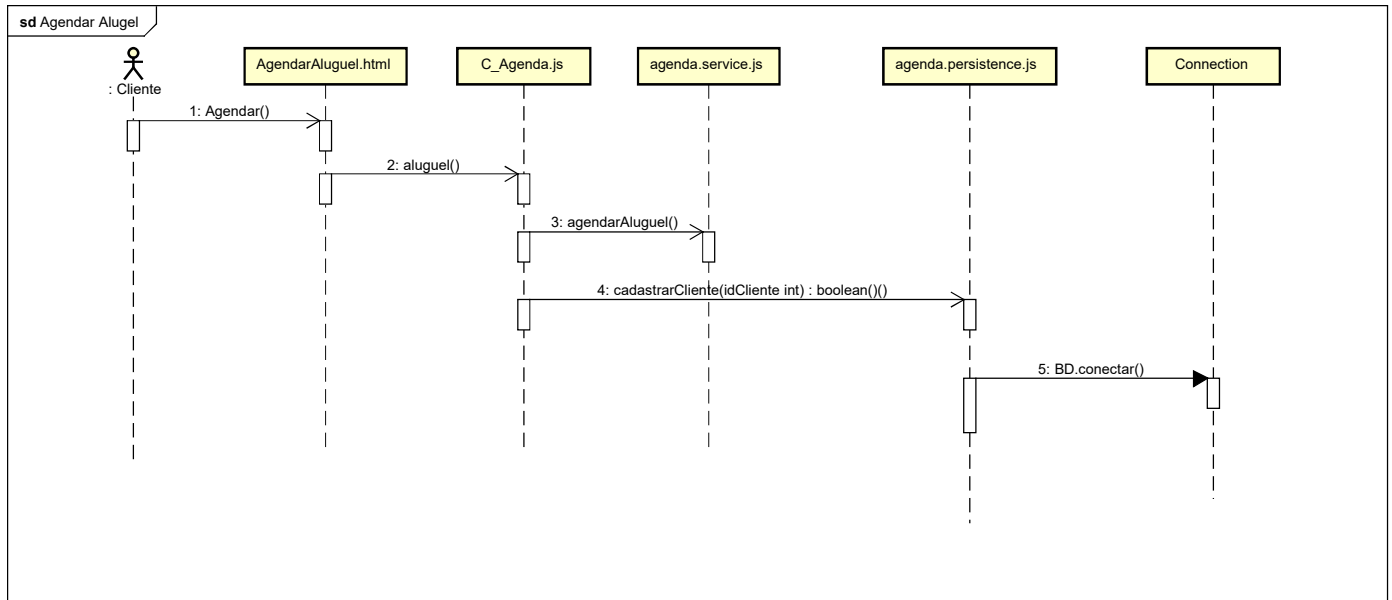 sd Agendar Alugel
: Cliente
AgendarAluguel.html
C_Agenda.js
agenda.service.js
agenda.persistence.js
Connection
1: Agendar()
2: aluguel()
3: agendarAluguel()
4: cadastrarCliente(idCliente int) : boolean()()
5: BD.conectar()